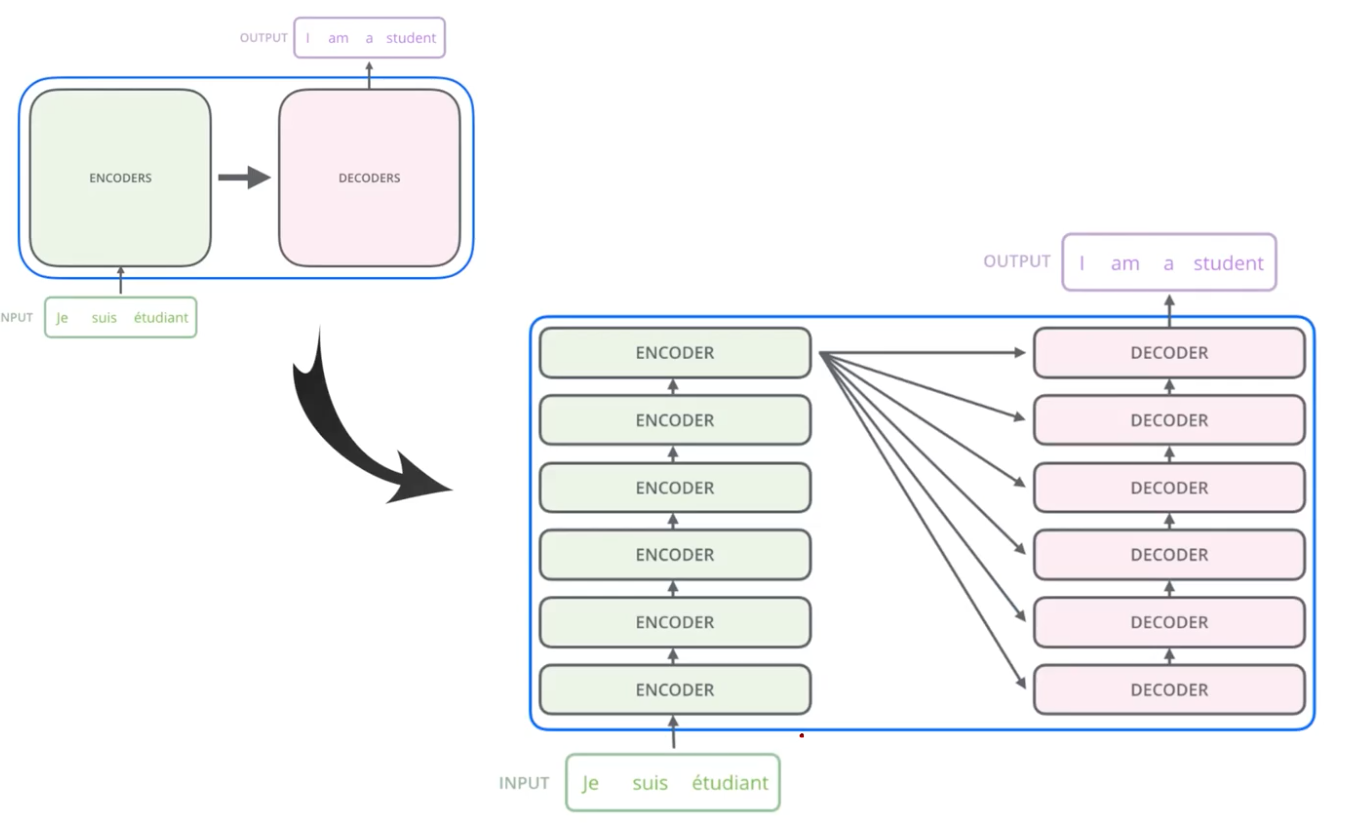 OUTPUT I am a student
ENCODERS DECODERS
NPUT Je suis étudiant
OUTPUT I am a student
ENCODER DECODER
ENCODER DECODER
ENCODER DECODER
ENCODER DECODER
ENCODER DECODER
ENCODER DECODER
INPUT Je suis étudiant